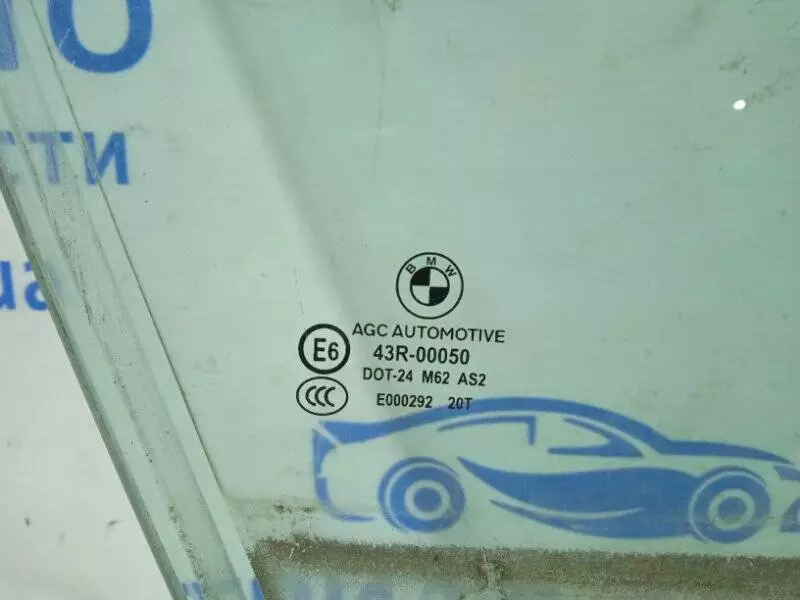 BMW
AGC AUTOMOTIVE
E6 43R-00050
DOT-24 M62 AS2
CCC E000292 20T